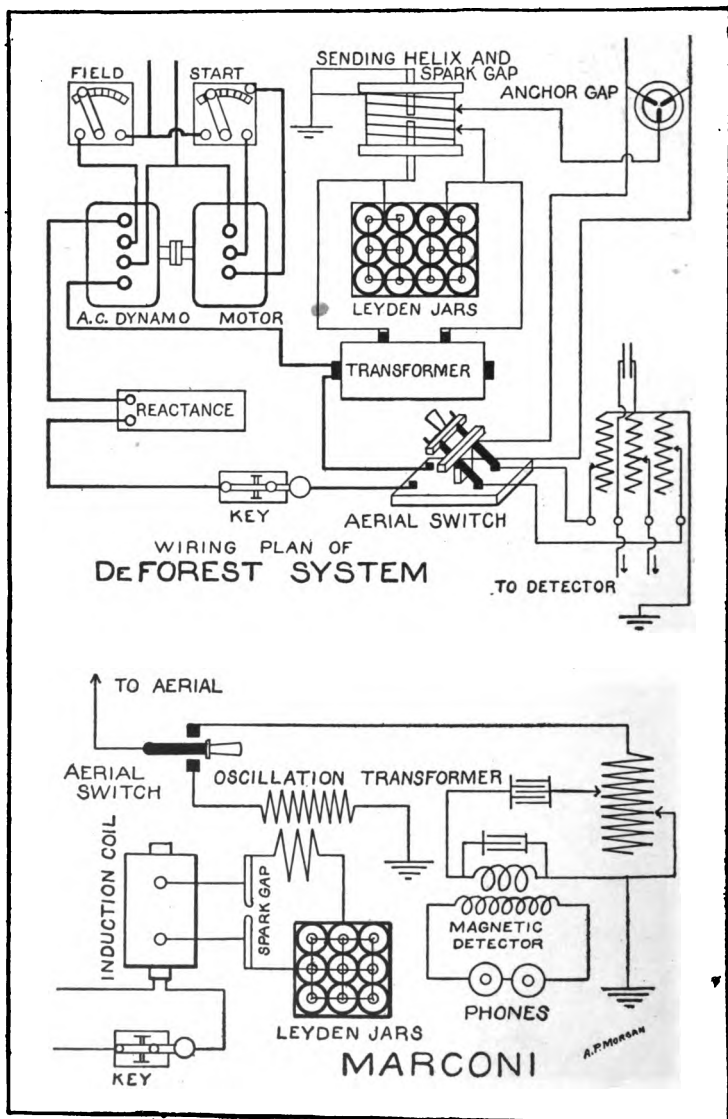 FIELD
START
SENDING HELIX AND
SPARK GAP
ANCHOR GAP
A.C. DYNAMO
MOTOR
LEYDEN JARS
TRANSFORMER
REACTANCE
KEY
AERIAL SWITCH
WIRING PLAN OF
DEFOREST SYSTEM
TO DETECTOR
TO AERIAL
AERIAL
SWITCH
OSCILLATION TRANSFORMER
INDUCTION COIL
SPARK GAP
MAGNETIC
DETECTOR
LEYDEN JARS
PHONES
KEY
MARCONI
A.P. MORGAN